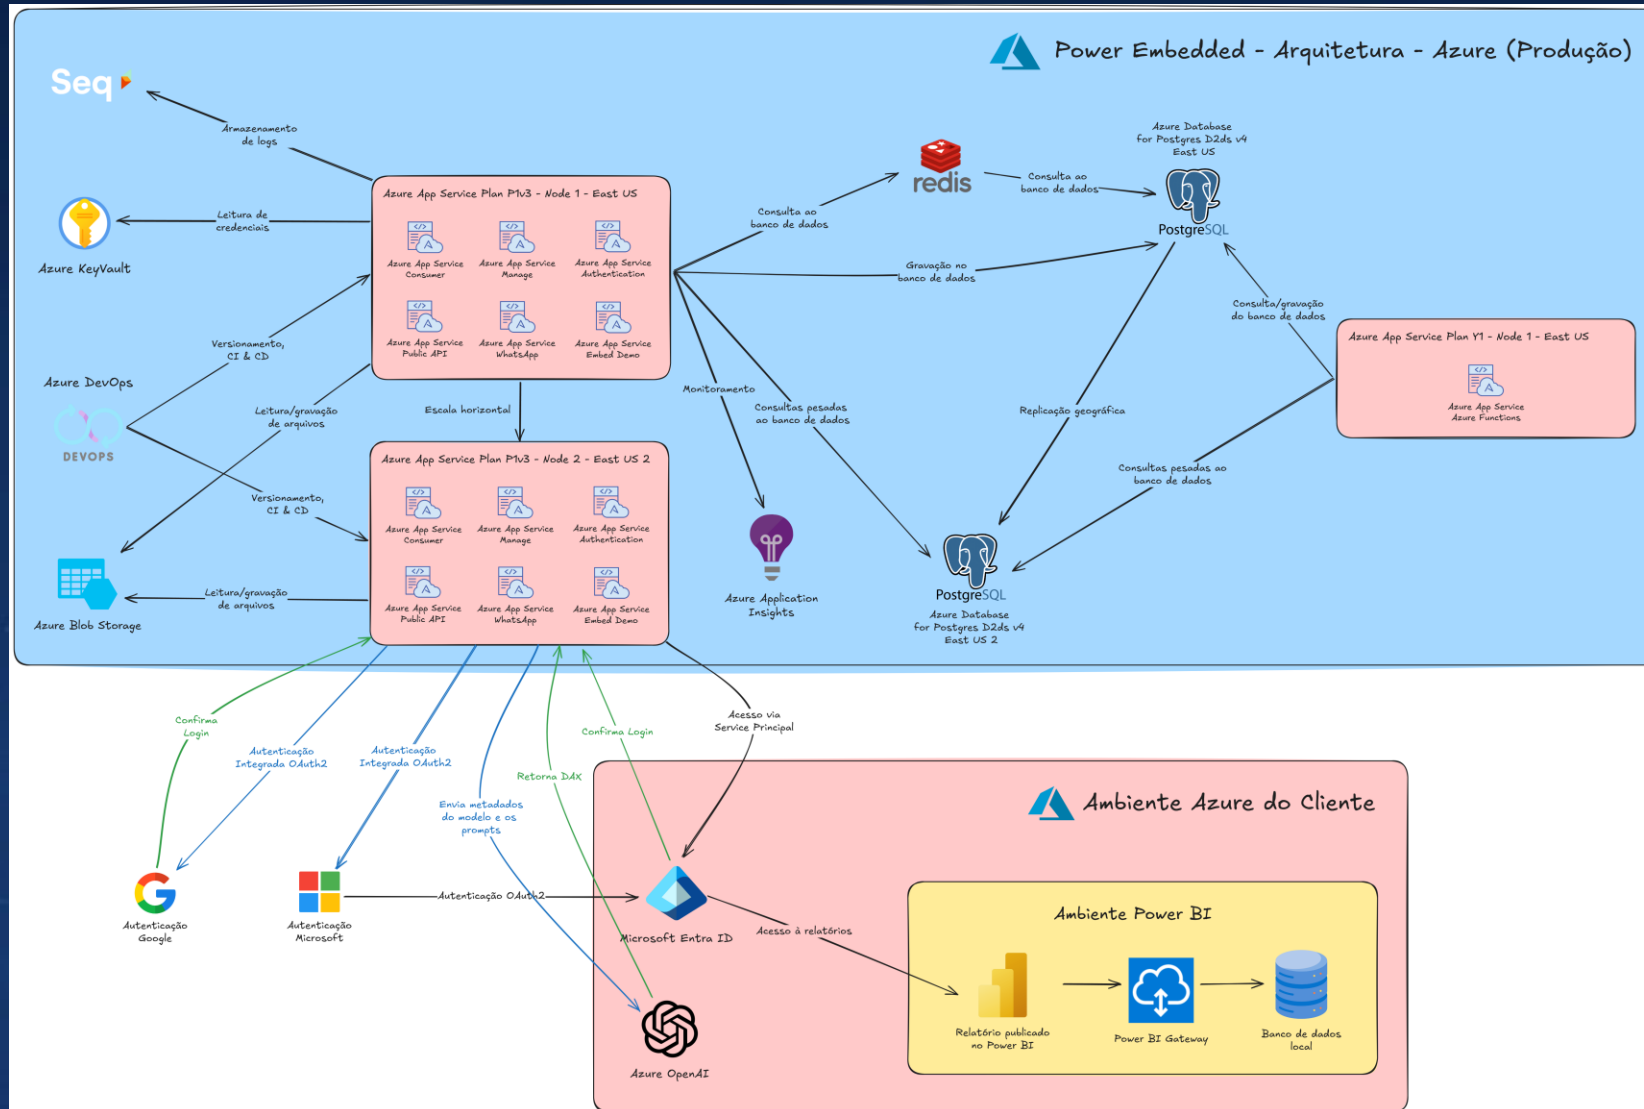 Power Embedded - Arquitetura - Azure (Produção)
Seq
Armazenamento
de logs
Azure KeyVault
Leitura de
credenciais
Azure App Service Plan P1v3 - Node 1 - East US
Azure App Service
Consumer
Azure App Service
Manage
Azure App Service
Authentication
Azure App Service
Public API
Azure App Service
WhatsApp
Azure App Service
Embed Demo
redis
Consulta ao
banco de dados
Consulta ao
banco de dados
Azure Database
for Postgres D2ds v4
East US
PostgreSQL
Gravação no
banco de dados
Consulta/gravação
do banco de dados
Azure App Service Plan Y1 - Node 1 - East US
Azure App Service
Azure Functions
Versionamento,
CI & CD
Azure DevOps
DEVOPS
Leitura/gravação
de arquivos
Escala horizontal
Monitoramento
Consultas pesadas
ao banco de dados
Replicação geográfica
Consultas pesadas ao
banco de dados
Azure App Service Plan P1v3 - Node 2 - East US 2
Azure App Service
Consumer
Azure App Service
Manage
Azure App Service
Authentication
Azure App Service
Public API
Azure App Service
WhatsApp
Azure App Service
Embed Demo
Versionamento,
CI & CD
Azure Blob Storage
Leitura/gravação
de arquivos
Azure Application
Insights
PostgreSQL
Azure Database
for Postgres D2ds v4
East US 2
Confirma
Login
Autenticação
Integrada OAuth2
Autenticação
Integrada OAuth2
Envia metadados
do modelo e os
prompts
Retorna DAX
Confirma Login
Acesso via
Service Principal
Autenticação
Google
Autenticação
Microsoft
Autenticação OAuth2
Ambiente Azure do Cliente
Microsoft Entra ID
Acesso à relatórios
Azure OpenAI
Ambiente Power BI
Relatório publicado
no Power BI
Power BI Gateway
Banco de dados
local